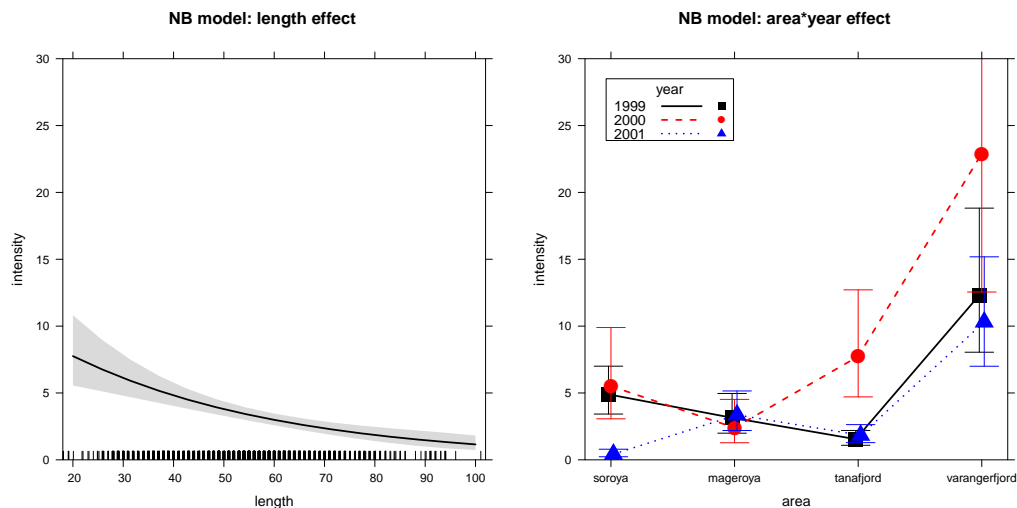 NB model: length effect
30
25
20
15
10
5
0
intensity
20 30 40 50 60 70 80 90 100
length
NB model: area*year effect
30
25
20
15
10
5
0
intensity
year
1999
2000
2001
soroya mageroya tanafjord varangerfjord
area